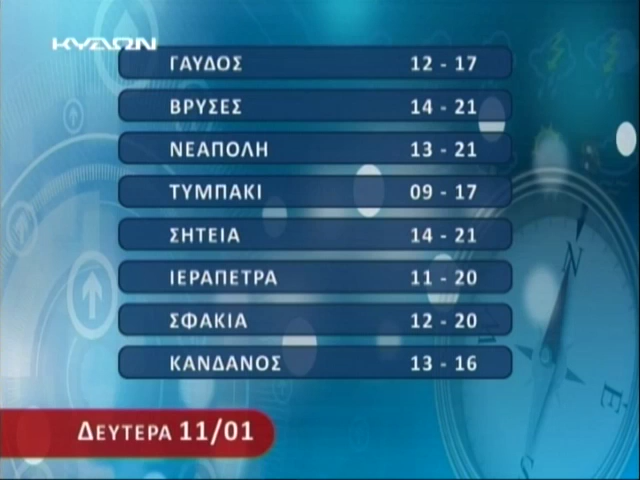 ΚΥΔΩΝ
ΓΑΥΔΟΣ 12 - 17
ΒΡΥΣΕΣ 14 - 21
ΝΕΑΠΟΛΗ 13 - 21
ΤΥΜΠΑΚΙ 09 - 17
ΣΗΤΕΙΑ 14 - 21
ΙΕΡΑΠΕΤΡΑ 11 - 20
ΣΦΑΚΙΑ 12 - 20
ΚΑΝΔΑΝΟΣ 13 - 16
ΔΕΥΤΕΡΑ 11/01
N
E